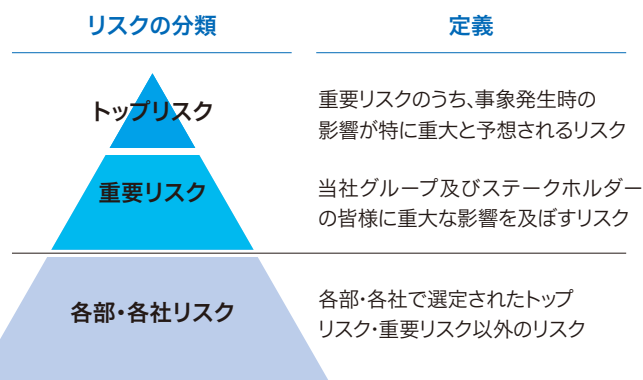 リスクの分類
定義
トップリスク
重要リスクのうち、事象発生時の
影響が特に重大と予想されるリスク
重要リスク
当社グループ及びステークホルダー
の皆様に重大な影響を及ぼすリスク
各部・各社リスク
各部・各社で選定されたトップ
リスク・重要リスク以外のリスク